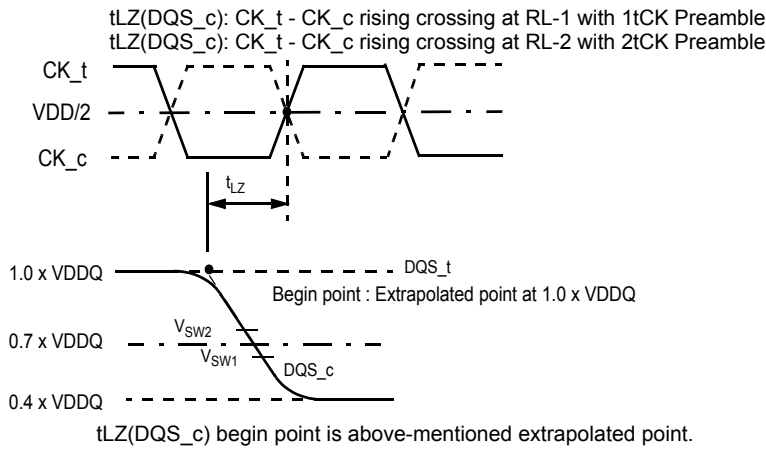 tLZ(DQS_c): CK_t - CK_c rising crossing at RL-1 with 1tCK Preamble
tLZ(DQS_c): CK_t - CK_c rising crossing at RL-2 with 2tCK Preamble
CK_t
VDD/2
CK_c
tLZ
1.0 x VDDQ
DQS_t
Begin point : Extrapolated point at 1.0 x VDDQ
VSW2
0.7 x VDDQ
VSW1
DQS_c
0.4 x VDDQ
tLZ(DQS_c) begin point is above-mentioned extrapolated point.